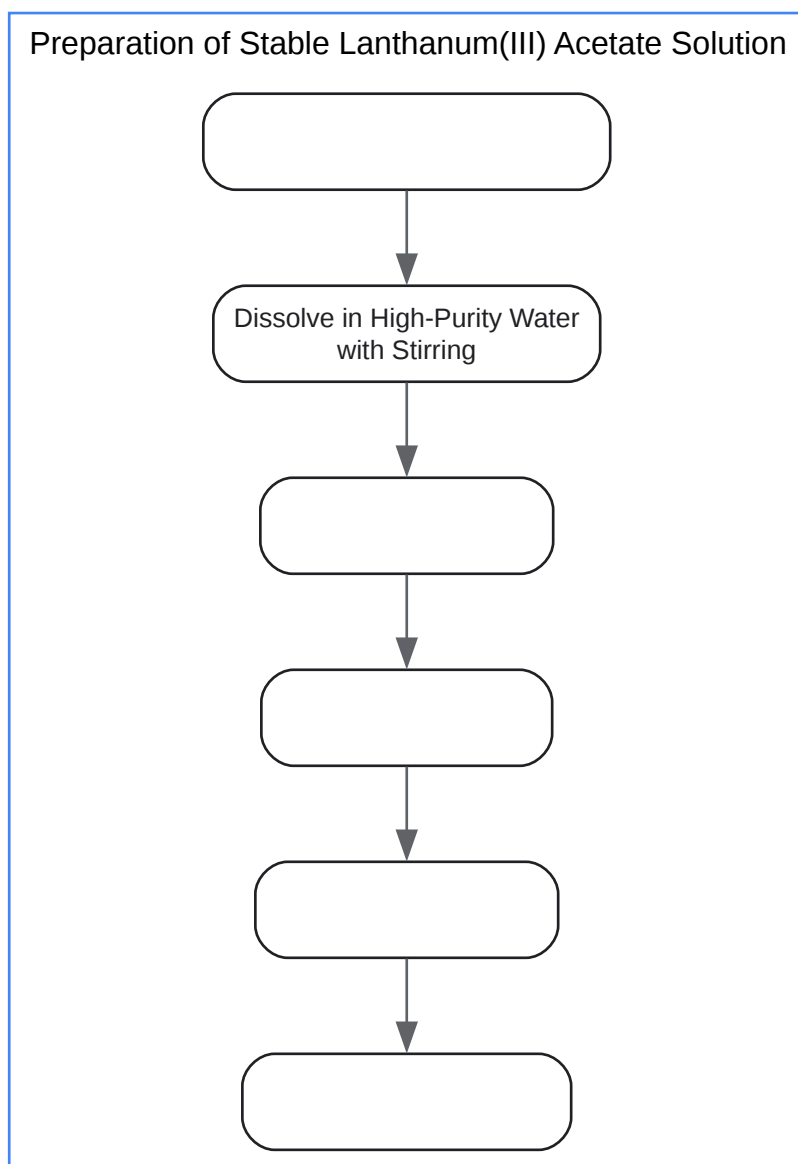 Preparation of Stable Lanthanum(III) Acetate Solution
Dissolve in High-Purity Water
with Stirring